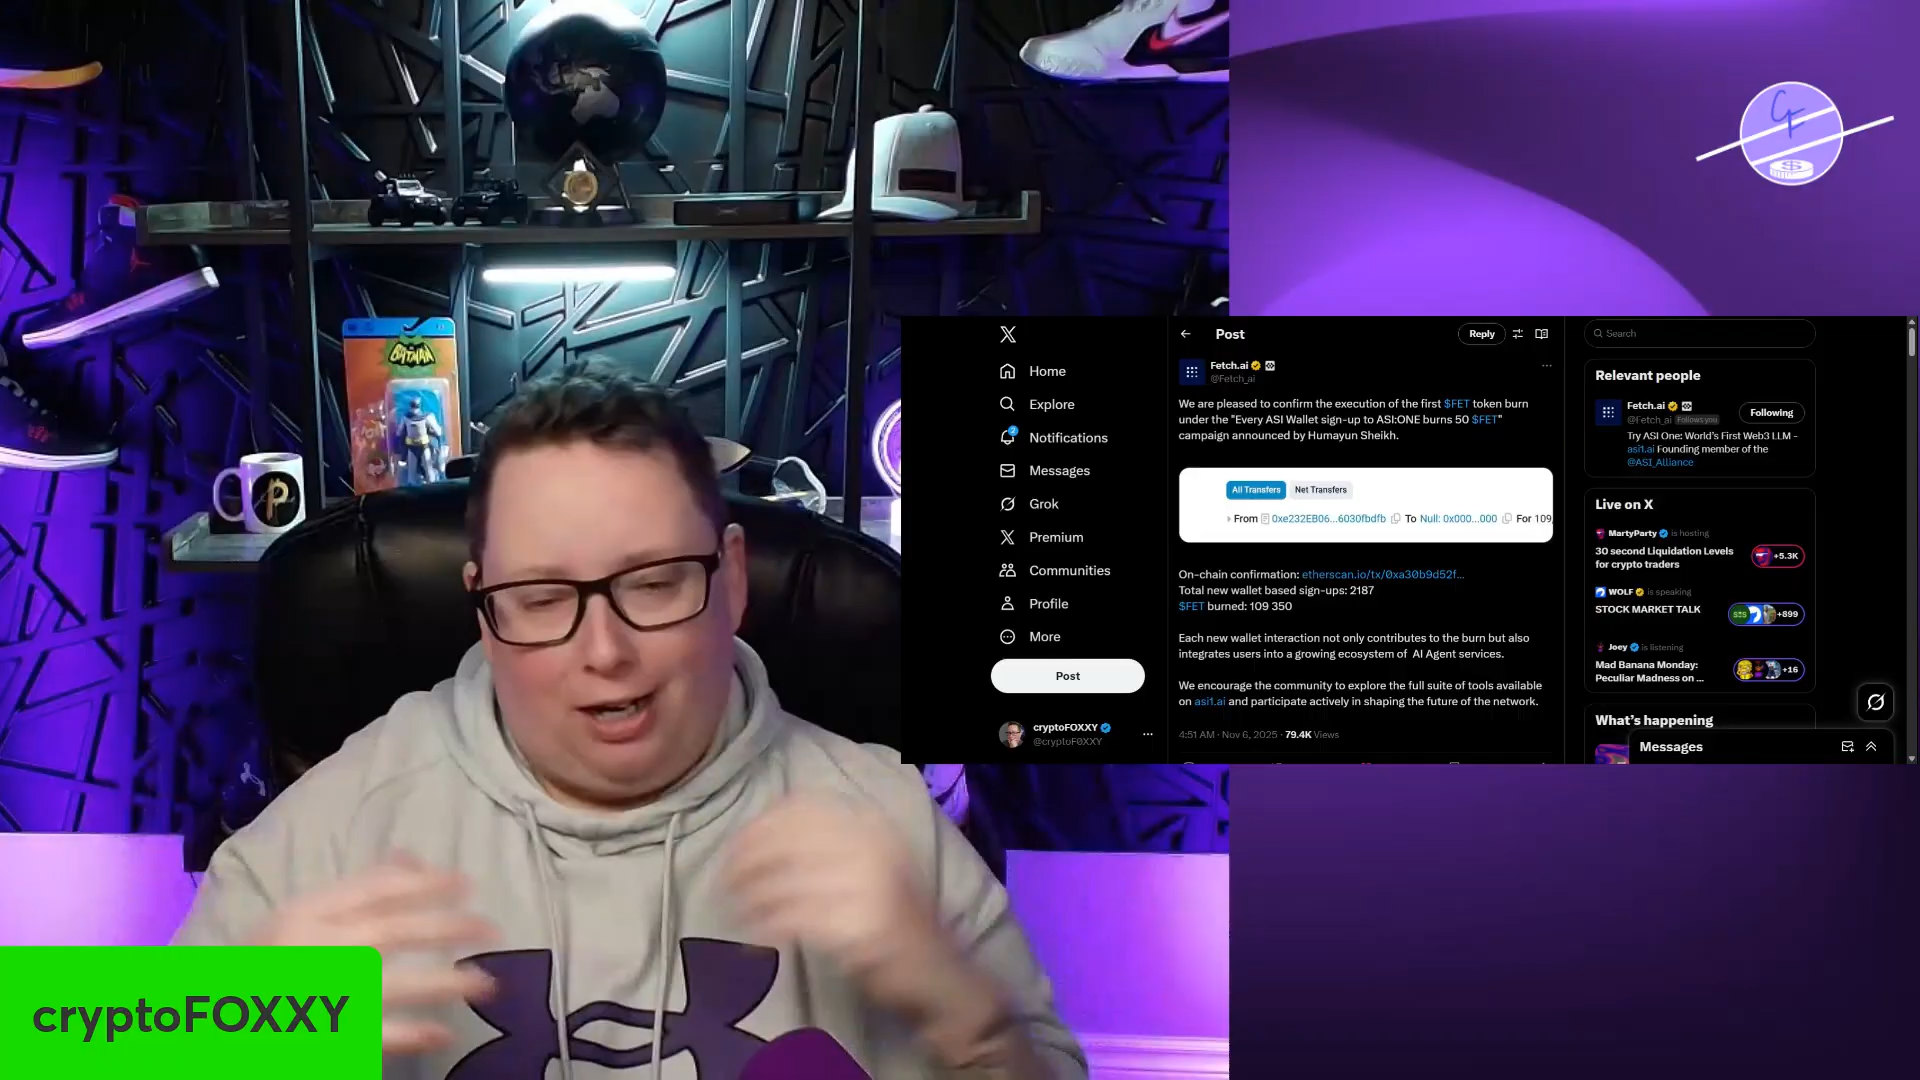 BATMAN
P
CF
$
X
Home
Explore
2
Notifications
Messages
Grok
Premium
Communities
Profile
More
Post
cryptoFOXXY
@cryptoF0XXY
Post
Reply
Fetch.ai
@Fetch_ai
We are pleased to confirm the execution of the first $FET token burn
under the "Every ASI Wallet sign-up to ASI:ONE burns 50 $FET"
campaign announced by Humayun Sheikh.
All Transfers Net Transfers
From 0xe232EB06...6030fbdfb To Null: 0x000...000 For 109,
On-chain confirmation: etherscan.io/tx/0xa30b9d52f…
Total new wallet based sign-ups: 2187
$FET burned: 109 350
Each new wallet interaction not only contributes to the burn but also
integrates users into a growing ecosystem of AI Agent services.
We encourage the community to explore the full suite of tools available
on asi1.ai and participate actively in shaping the future of the network.
4:51 AM · Nov 6, 2025 · 79.4K Views
Search
Relevant people
Fetch.ai
@Fetch_ai Follows you
Following
Try ASI One: World's First Web3 LLM -
asi1.ai Founding member of the
@ASI_Alliance
Live on X
MartyParty is hosting
30 second Liquidation Levels
for crypto traders
+5.3K
WOLF is speaking
STOCK MARKET TALK
+899
Joey is listening
Mad Banana Monday:
Peculiar Madness on ...
+16
What's happening
Messages
cryptoFOXXY